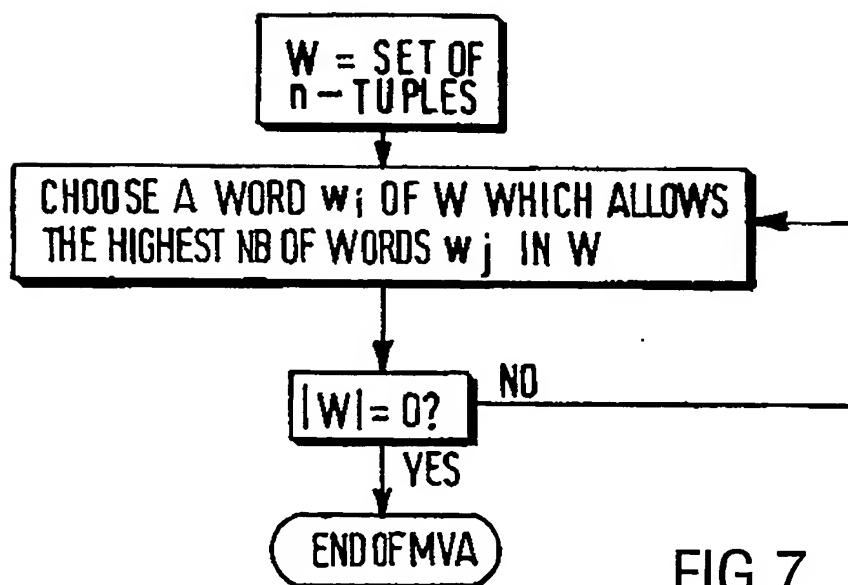 W = SET OF
n - TUPLES
CHOOSE A WORD wi OF W WHICH ALLOWS
THE HIGHEST NB OF WORDS wj IN W
|W| = 0?
NO
YES
END OF MVA
FIG.7